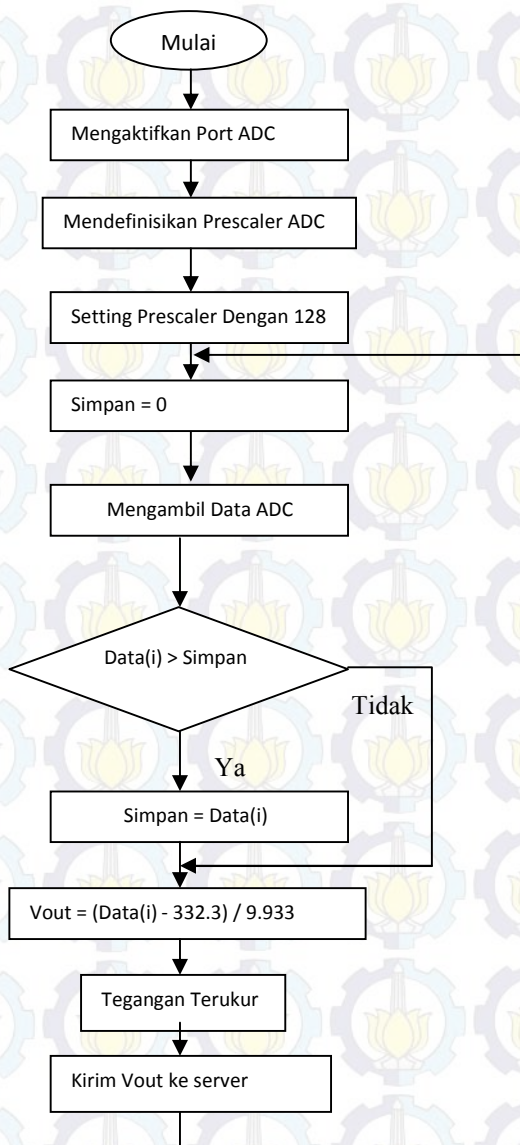 Mulai
Mengaktifkan Port ADC
Mendefinisikan Prescaler ADC
Setting Prescaler Dengan 128
Simpan = 0
Mengambil Data ADC
Data(i) > Simpan
Tidak
Ya
Simpan = Data(i)
Vout = (Data(i) - 332.3) / 9.933
Tegangan Terukur
Kirim Vout ke server